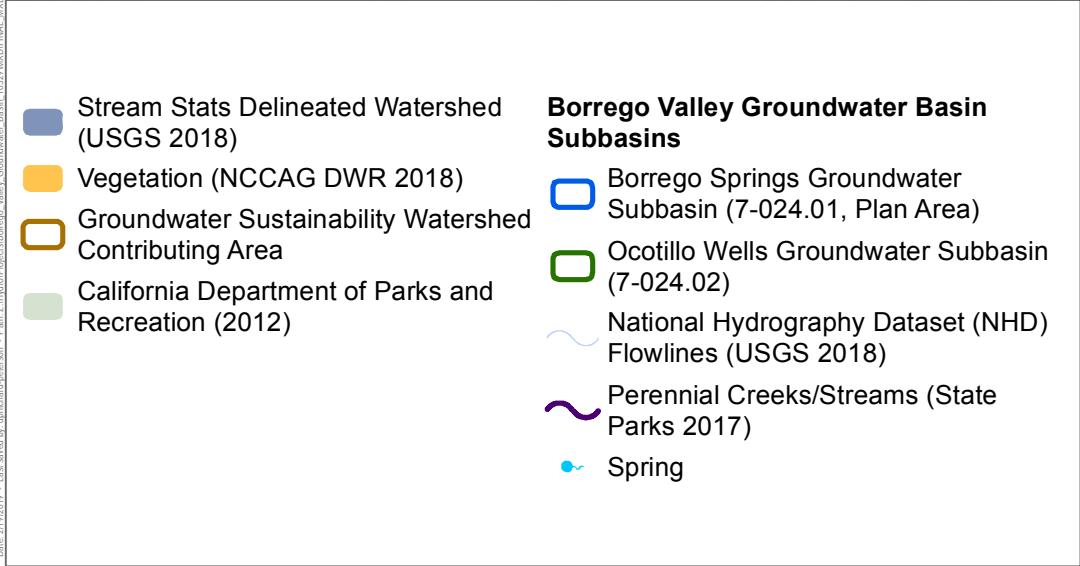 Stream Stats Delineated Watershed
(USGS 2018)
Vegetation (NCCAG DWR 2018)
Groundwater Sustainability Watershed
Contributing Area
California Department of Parks and
Recreation (2012)
Borrego Valley Groundwater Basin
Subbasins
Borrego Springs Groundwater
Subbasin (7-024.01, Plan Area)
Ocotillo Wells Groundwater Subbasin
(7-024.02)
National Hydrography Dataset (NHD)
Flowlines (USGS 2018)
Perennial Creeks/Streams (State
Parks 2017)
Spring